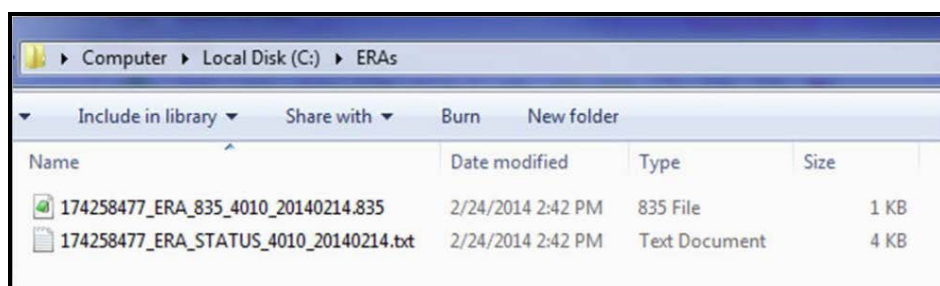 Computer Local Disk (C:) ERAs
Include in library Share with Burn New folder
Name Date modified Type Size
174258477_ERA_835_4010_20140214.835 2/24/2014 2:42 PM 835 File 1 KB
174258477_ERA_STATUS_4010_20140214.txt 2/24/2014 2:42 PM Text Document 4 KB